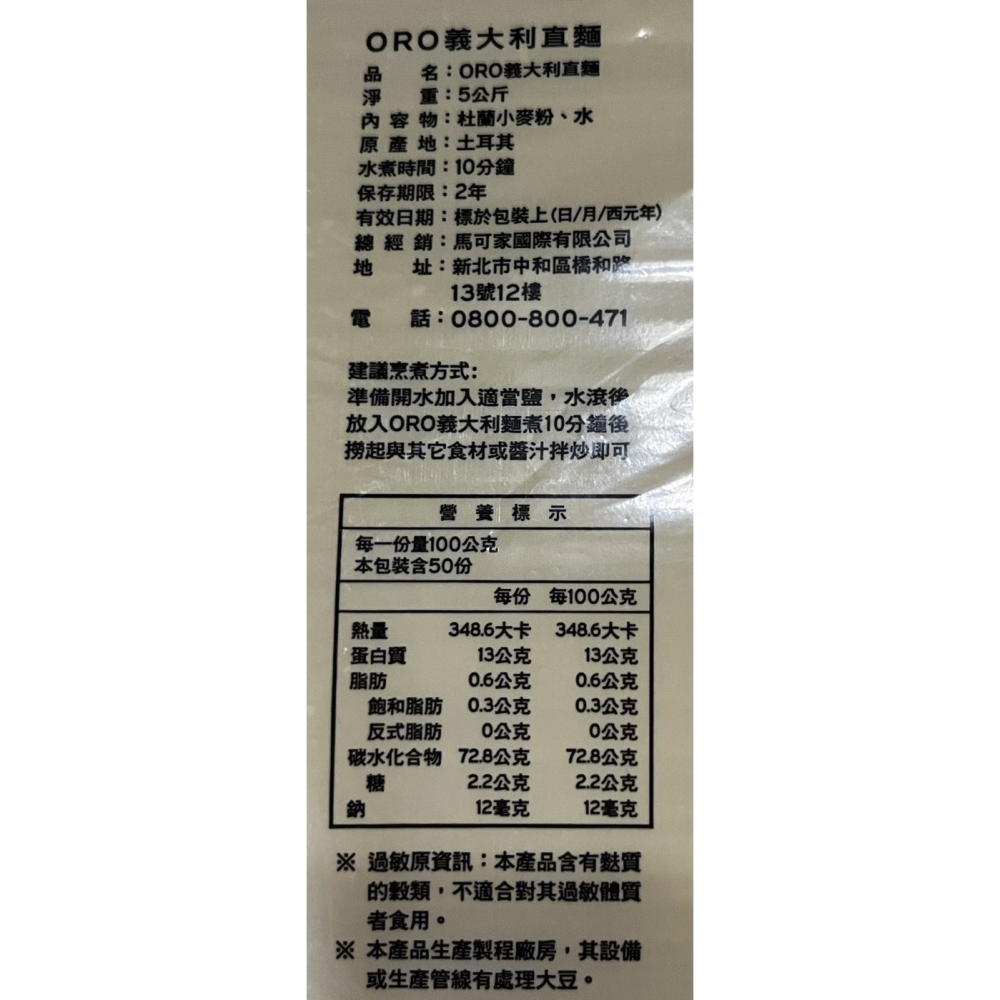 ORO義大利直麵
品名：ORO義大利直麵
淨重：5公斤
內容物：杜蘭小麥粉、水
原產地：土耳其
水煮時間：10分鐘
保存期限：2年
有效日期：標於包裝上(日/月/西元年)
總經銷：馬可家國際有限公司
地址：新北市中和區橋和路
13號12樓
電話：0800-800-471
建議烹煮方式:
準備開水加入適當鹽，水滾後
放入ORO義大利麵煮10分鐘後
撈起與其它食材或醬汁拌炒即可
營養標示
每一份量100公克
本包裝含50份
每份 每100公克
熱量 348.6大卡 348.6大卡
蛋白質 13公克 13公克
脂肪 0.6公克 0.6公克
飽和脂肪 0.3公克 0.3公克
反式脂肪 0公克 0公克
碳水化合物 72.8公克 72.8公克
糖 2.2公克 2.2公克
鈉 12毫克 12毫克
※ 過敏原資訊：本產品含有麩質
的穀類，不適合對其過敏體質
者食用。
※ 本產品生產製程廠房，其設備
或生產管線有處理大豆。